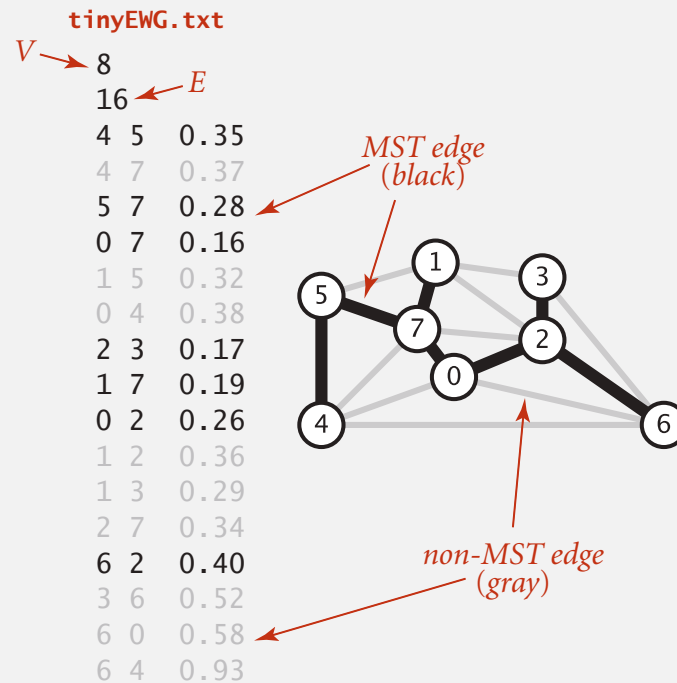 tinyEWG.txt
V
8
E
16
4 5 0.35
4 7 0.37
5 7 0.28
0 7 0.16
1 5 0.32
0 4 0.38
2 3 0.17
1 7 0.19
0 2 0.26
1 2 0.36
1 3 0.29
2 7 0.34
6 2 0.40
3 6 0.52
6 0 0.58
6 4 0.93
MST edge
(black)
1
3
5
7
2
0
4
6
non-MST edge
(gray)